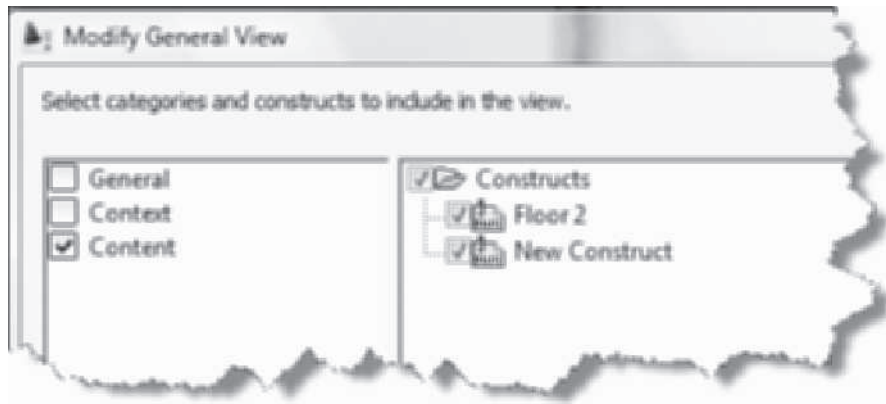 Modify General View
Select categories and constructs to include in the view.
General
Context
Content
Constructs
Floor 2
New Construct